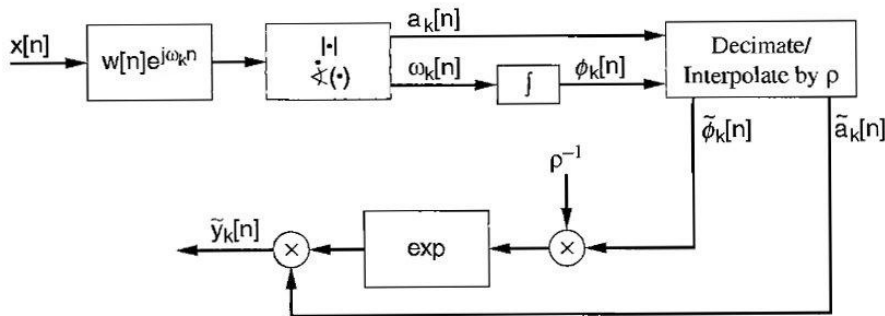 x[n]
w[n]e^{jω_k n}
|•|
∡̇(•)
a_k[n]
ω_k[n]
∫
ϕ_k[n]
Decimate/
Interpolate by ρ
ϕ̃_k[n]
ã_k[n]
ρ⁻¹
×
exp
×
ỹ_k[n]